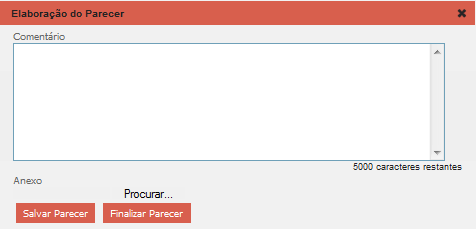 Elaboração do Parecer
Comentário
5000 caracteres restantes
Anexo
Procurar...
Salvar Parecer Finalizar Parecer